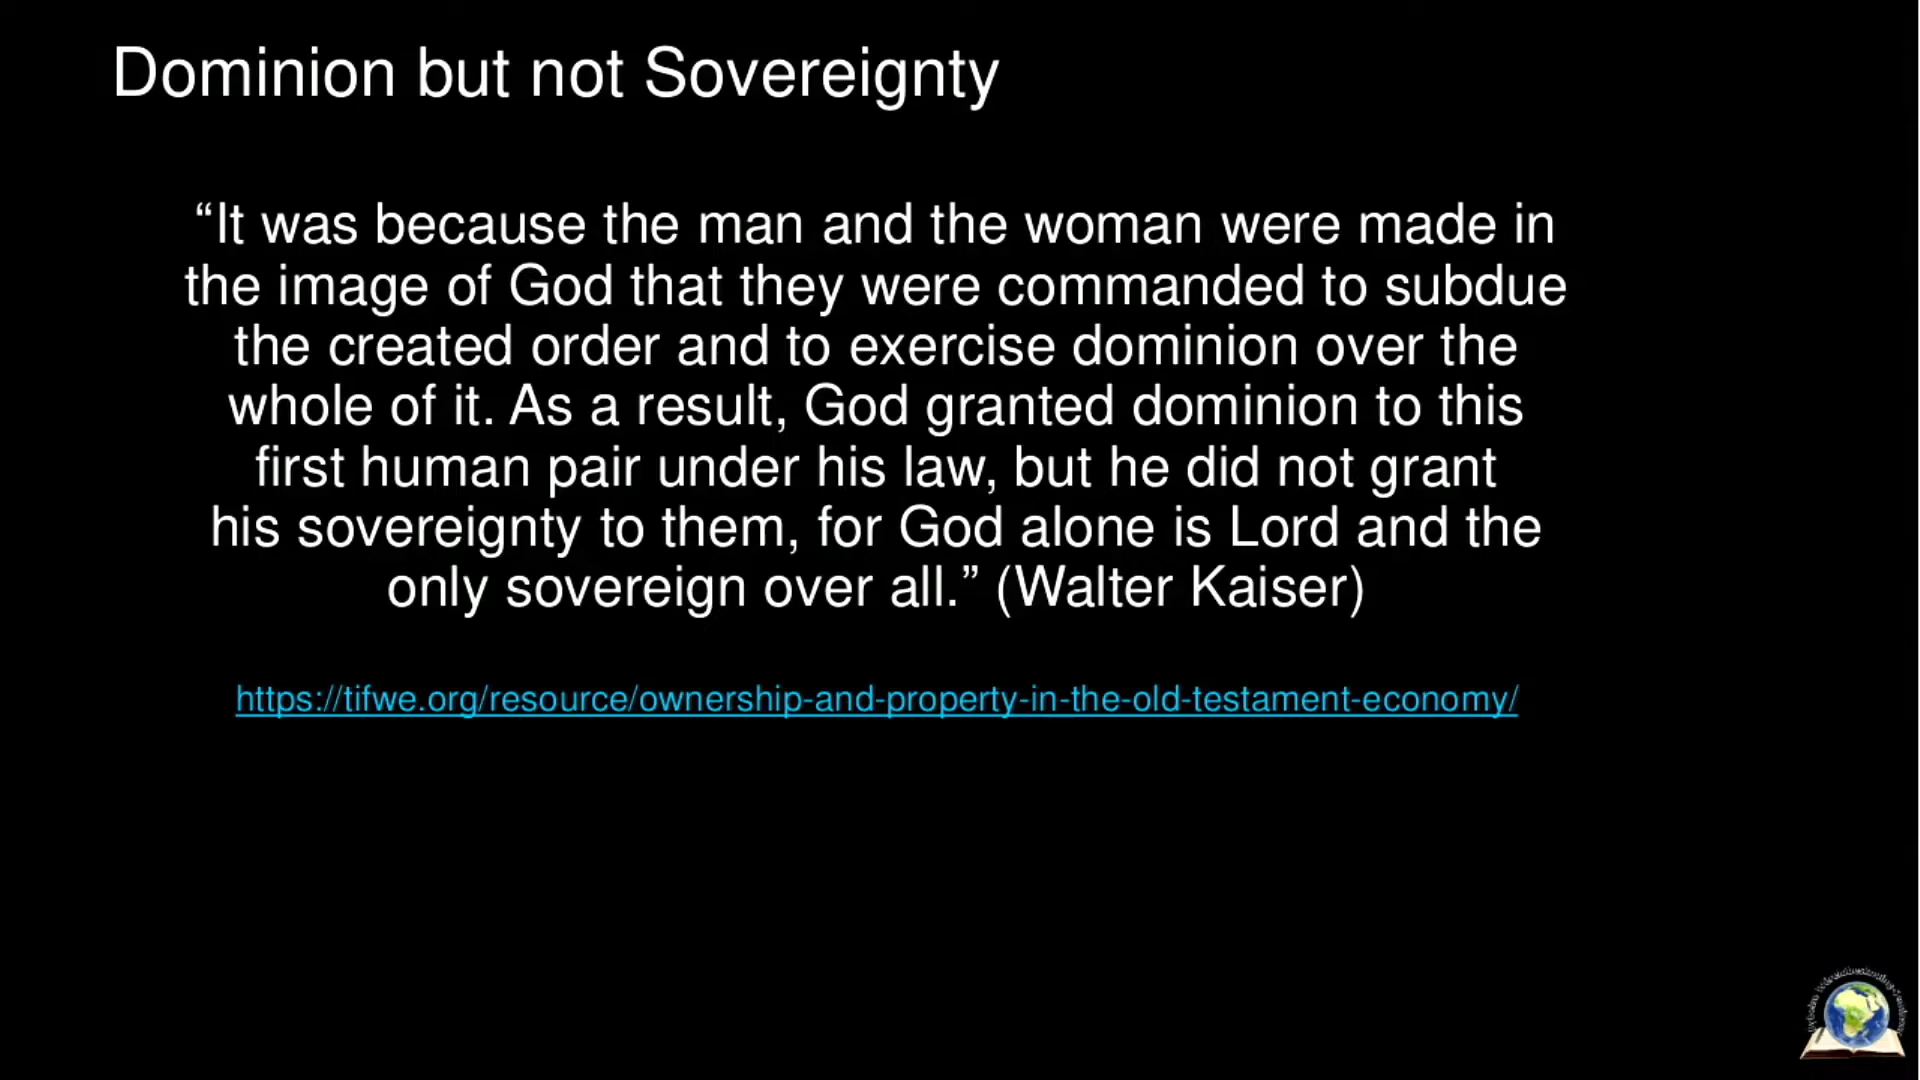 Dominion but not Sovereignty
“It was because the man and the woman were made in
the image of God that they were commanded to subdue
the created order and to exercise dominion over the
whole of it. As a result, God granted dominion to this
first human pair under his law, but he did not grant
his sovereignty to them, for God alone is Lord and the
only sovereign over all.” (Walter Kaiser)
https://tifwe.org/resource/ownership-and-property-in-the-old-testament-economy/